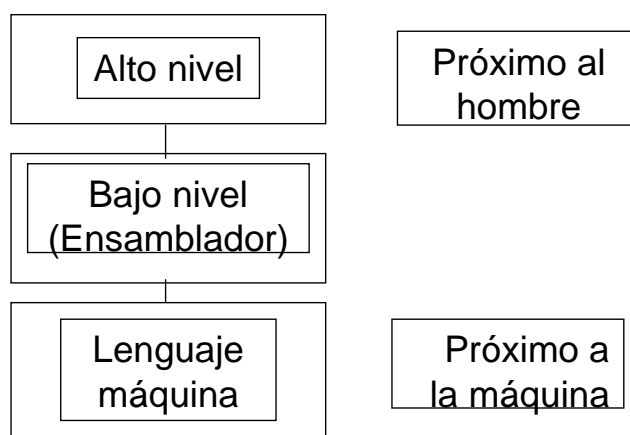 Alto nivel
Próximo al
hombre
Bajo nivel
(Ensamblador)
Lenguaje
máquina
Próximo a
la máquina